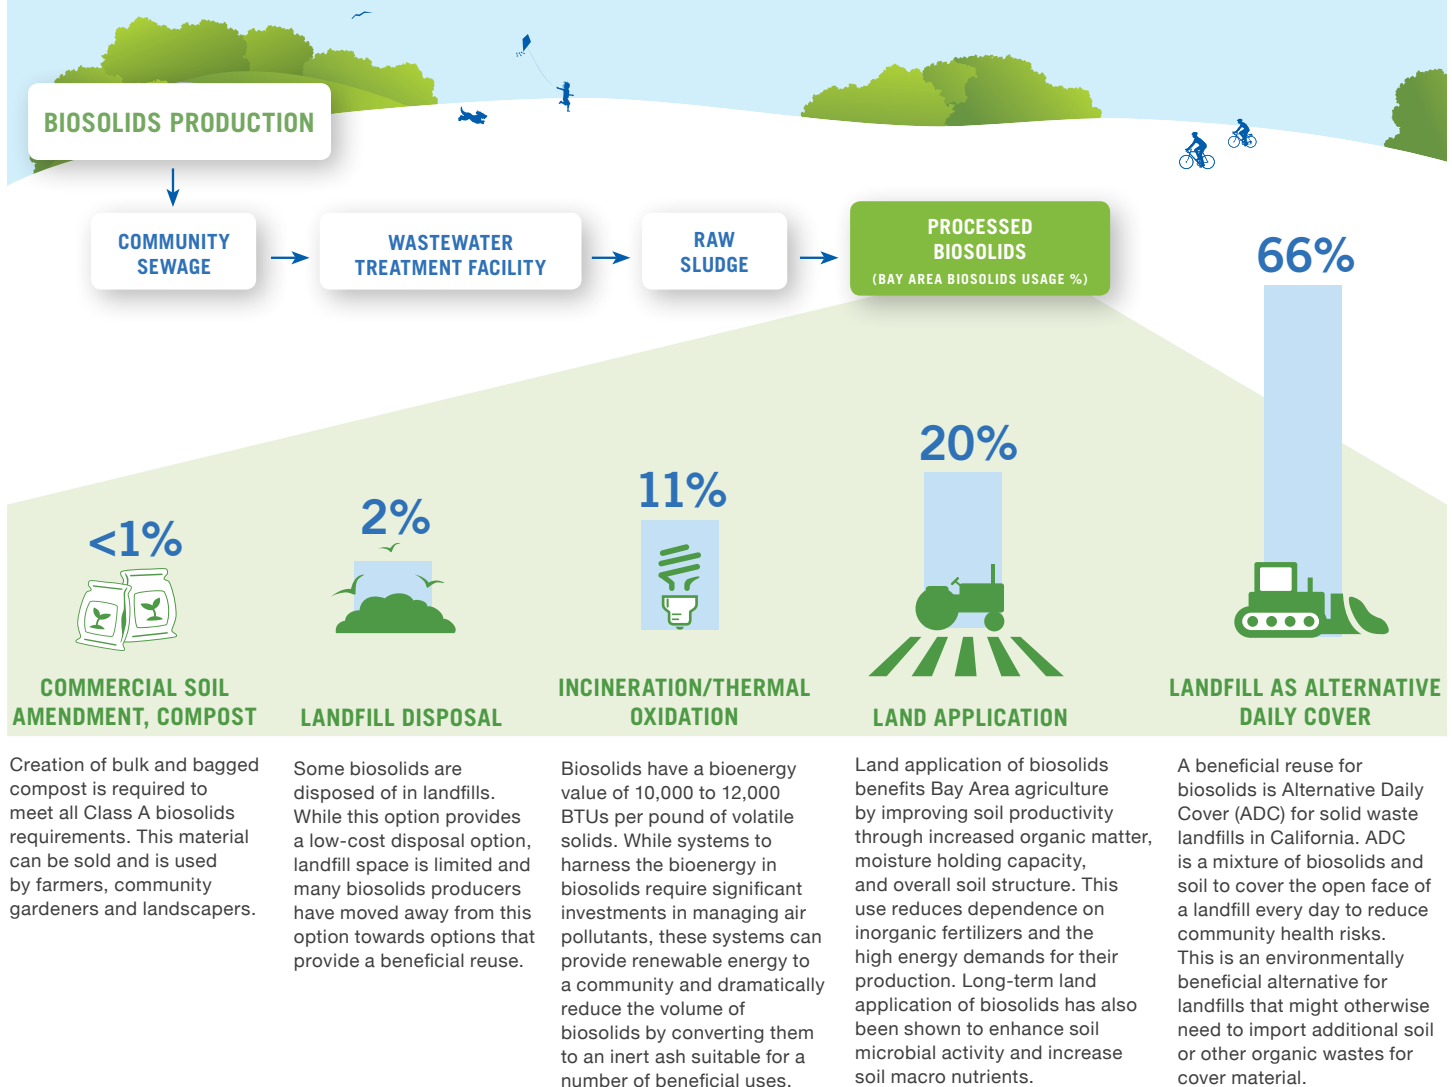 BIOSOLIDS PRODUCTION
COMMUNITY
SEWAGE
WASTEWATER
TREATMENT FACILITY
RAW
SLUDGE
PROCESSED
BIOSOLIDS
(BAY AREA BIOSOLIDS USAGE %)
<1%
COMMERCIAL SOIL
AMENDMENT, COMPOST
Creation of bulk and bagged
compost is required to
meet all Class A biosolids
requirements. This material
can be sold and is used
by farmers, community
gardeners and landscapers.
2%
LANDFILL DISPOSAL
Some biosolids are
disposed of in landfills.
While this option provides
a low-cost disposal option,
landfill space is limited and
many biosolids producers
have moved away from this
option towards options that
provide a beneficial reuse.
11%
INCINERATION/THERMAL
OXIDATION
Biosolids have a bioenergy
value of 10,000 to 12,000
BTUs per pound of volatile
solids. While systems to
harness the bioenergy in
biosolids require significant
investments in managing air
pollutants, these systems can
provide renewable energy to
a community and dramatically
reduce the volume of
biosolids by converting them
to an inert ash suitable for a
number of beneficial uses.
20%
LAND APPLICATION
Land application of biosolids
benefits Bay Area agriculture
by improving soil productivity
through increased organic matter,
moisture holding capacity,
and overall soil structure. This
use reduces dependence on
inorganic fertilizers and the
high energy demands for their
production. Long-term land
application of biosolids has also
been shown to enhance soil
microbial activity and increase
soil macro nutrients.
66%
LANDFILL AS ALTERNATIVE
DAILY COVER
A beneficial reuse for
biosolids is Alternative Daily
Cover (ADC) for solid waste
landfills in California. ADC
is a mixture of biosolids and
soil to cover the open face of
a landfill every day to reduce
community health risks.
This is an environmentally
beneficial alternative for
landfills that might otherwise
need to import additional soil
or other organic wastes for
cover material.